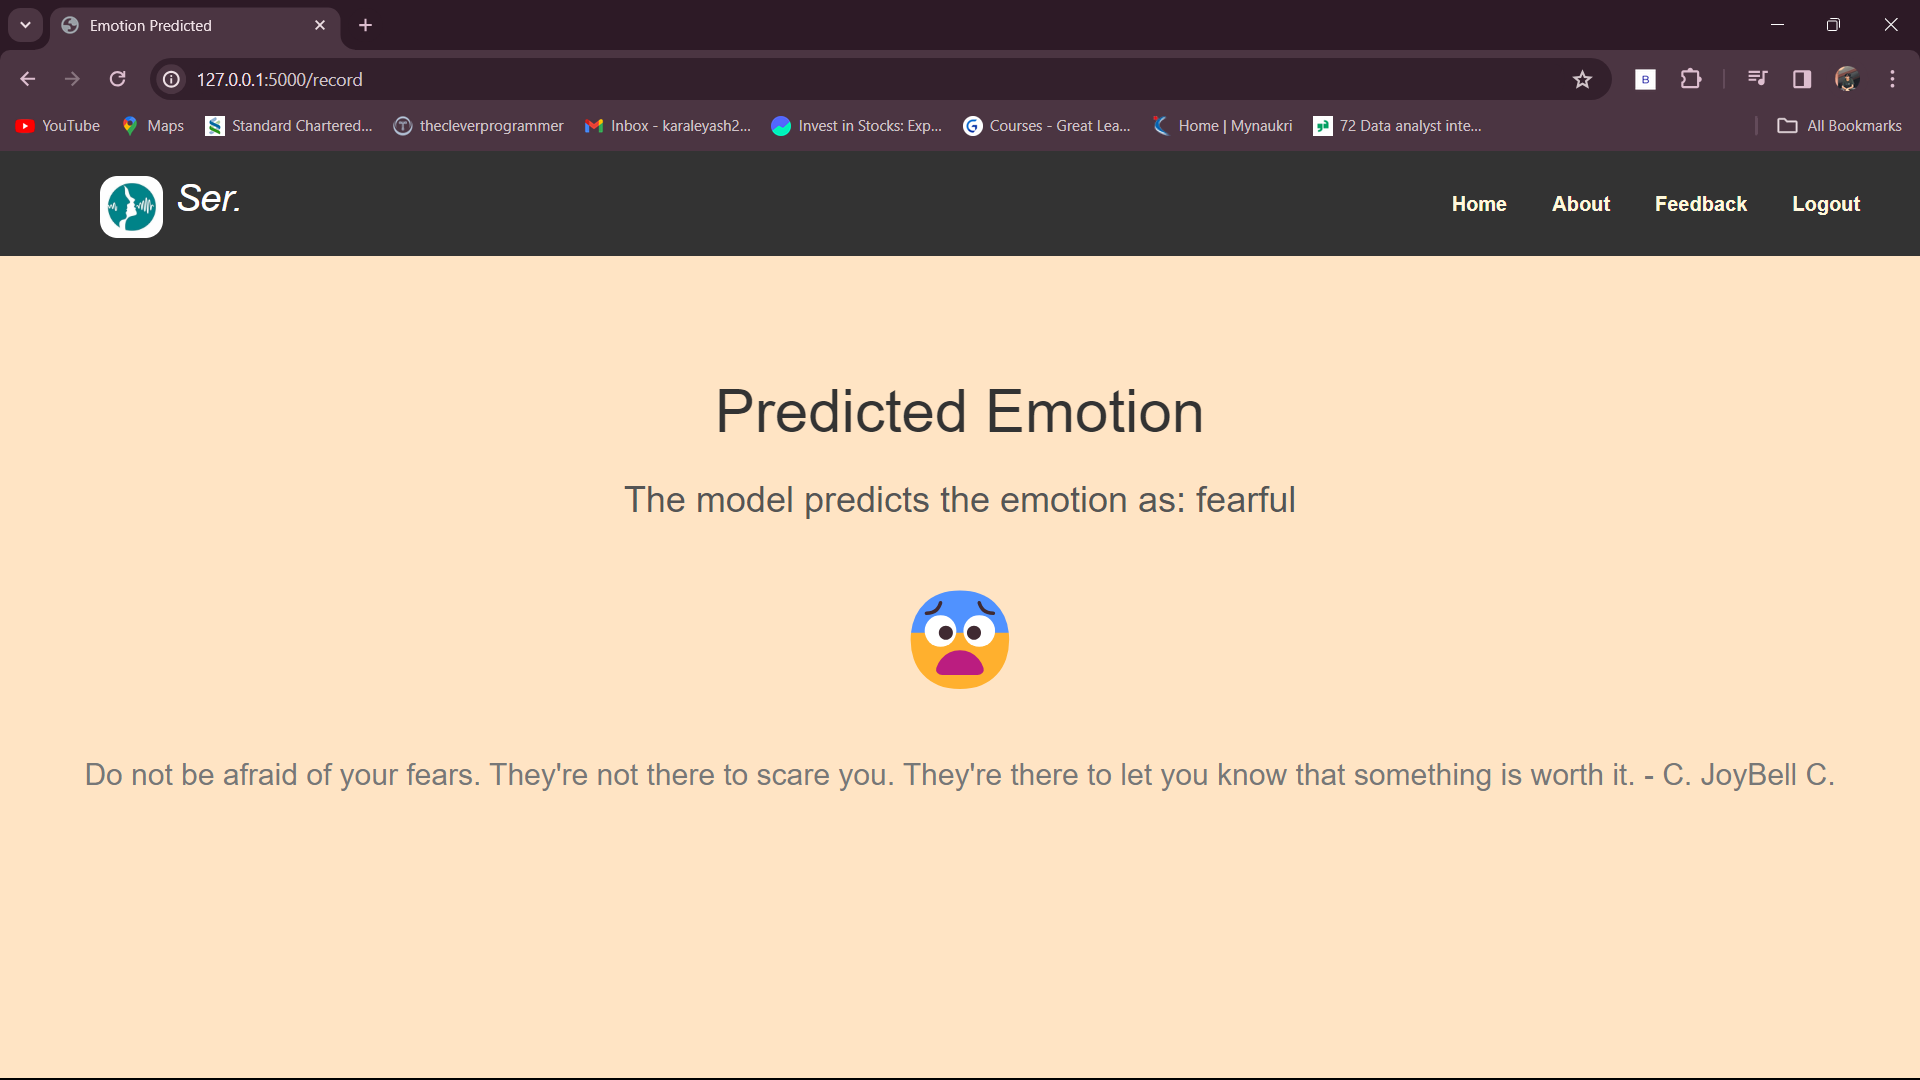 Emotion Predicted
127.0.0.1:5000/record
B
YouTube Maps Standard Chartered... thecleverprogrammer Inbox - karaleyash2... Invest in Stocks: Exp... Courses - Great Lea... Home | Mynaukri 72 Data analyst inte... All Bookmarks
Ser.
Home About Feedback Logout
Predicted Emotion
The model predicts the emotion as: fearful
Do not be afraid of your fears. They're not there to scare you. They're there to let you know that something is worth it. - C. JoyBell C.